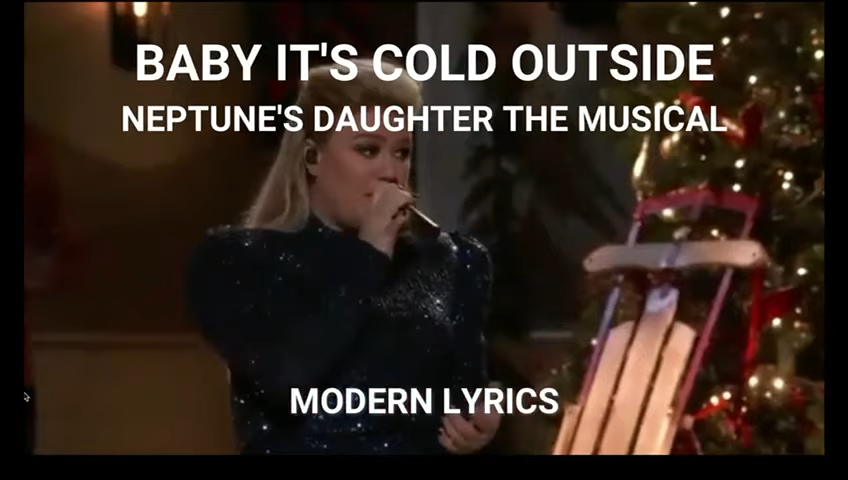 BABY IT'S COLD OUTSIDE
NEPTUNE'S DAUGHTER THE MUSICAL
MODERN LYRICS